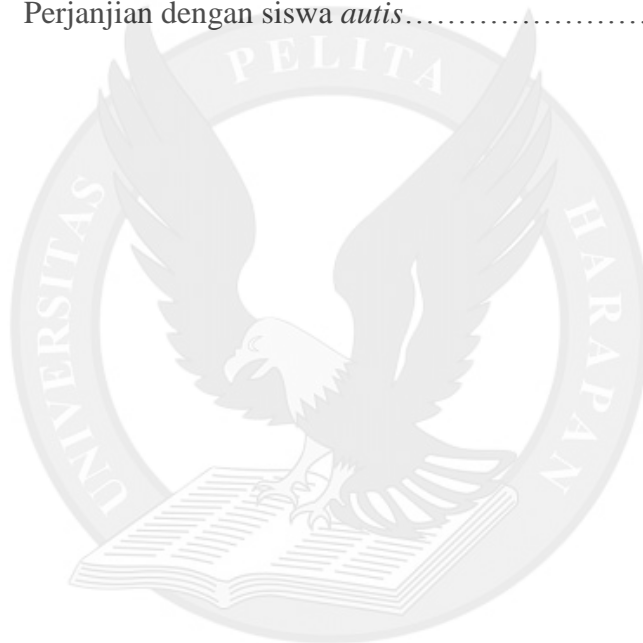 Perjanjian dengan siswa autis……………………
PELITA
UNIVERSITAS
HARAPAN